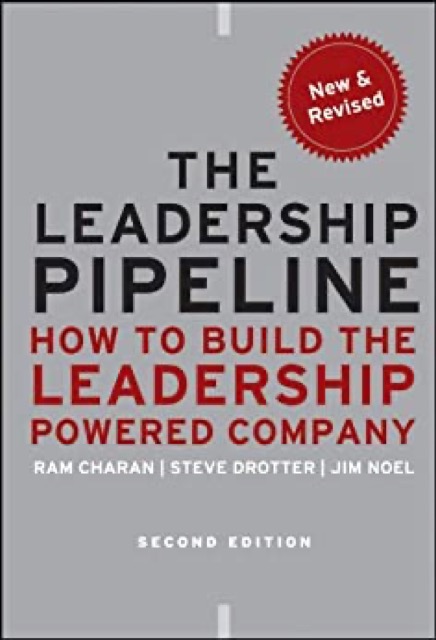 New &
Revised
THE
LEADERSHIP
PIPELINE
HOW TO BUILD THE
LEADERSHIP
POWERED COMPANY
RAM CHARAN | STEVE DROTTER | JIM NOEL
SECOND EDITION